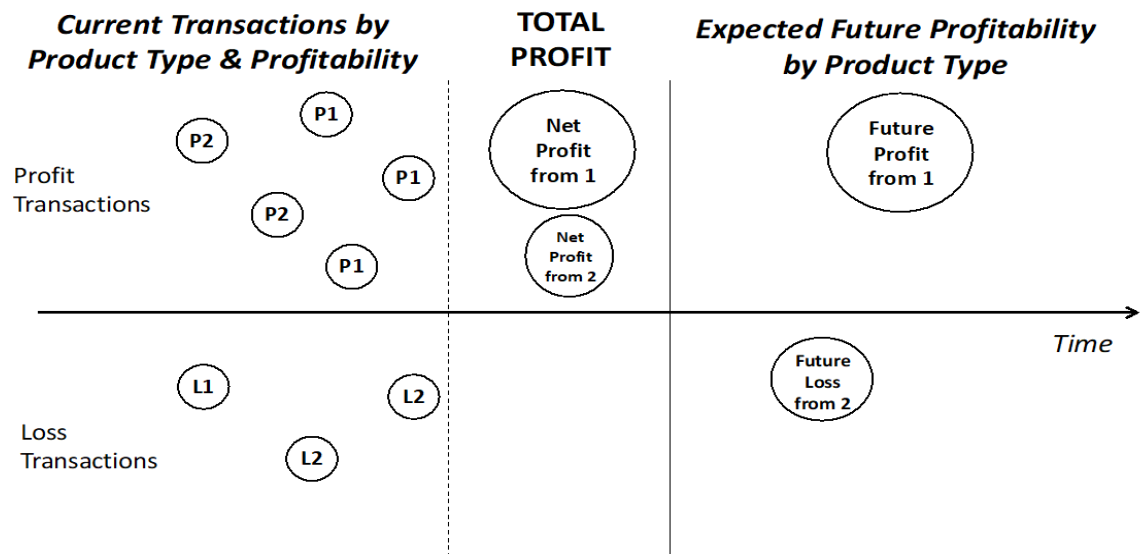 Current Transactions by
Product Type & Profitability
TOTAL
PROFIT
Expected Future Profitability
by Product Type
Profit
Transactions
P2
P1
P1
P2
P1
Net
Profit
from 1
Net
Profit
from 2
Future
Profit
from 1
Time
Loss
Transactions
L1
L2
L2
Future
Loss
from 2